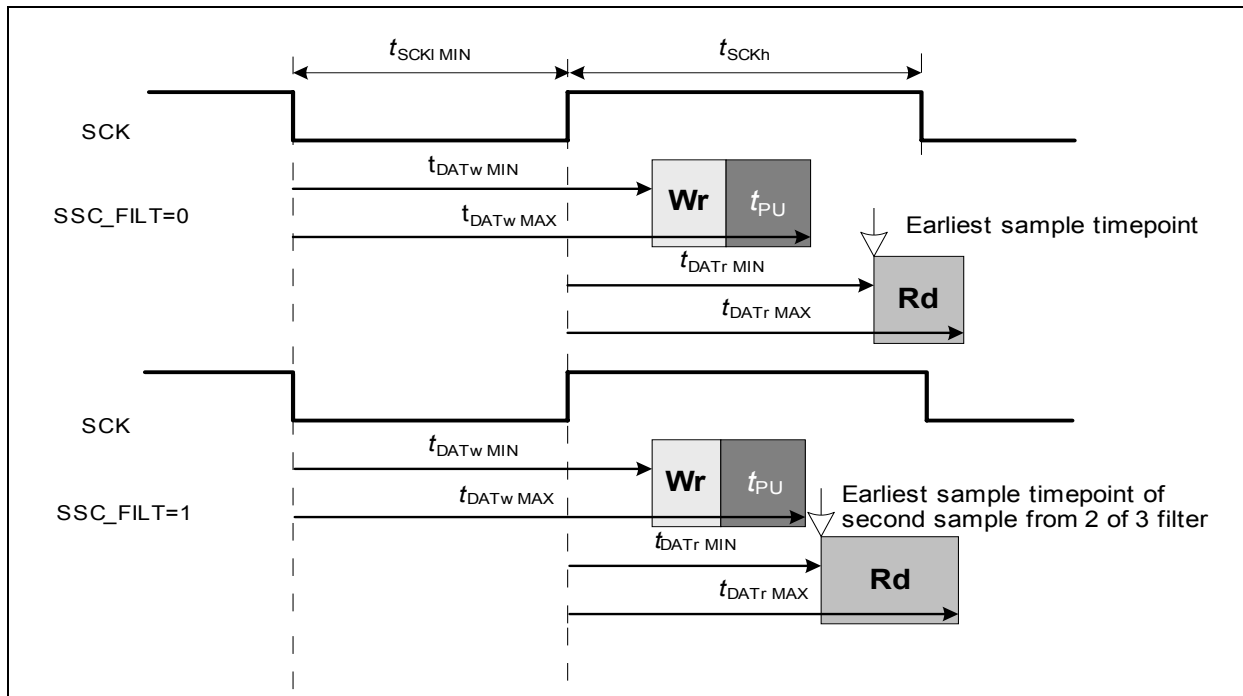 tSCKl MIN
tSCKh
SCK
tDATw MIN
Wr
tPU
SSC_FILT=0
tDATw MAX
Earliest sample timepoint
tDATr MIN
Rd
tDATr MAX
SCK
tDATw MIN
Wr
tPU
SSC_FILT=1
tDATw MAX
Earliest sample timepoint of
second sample from 2 of 3 filter
tDATr MIN
Rd
tDATr MAX